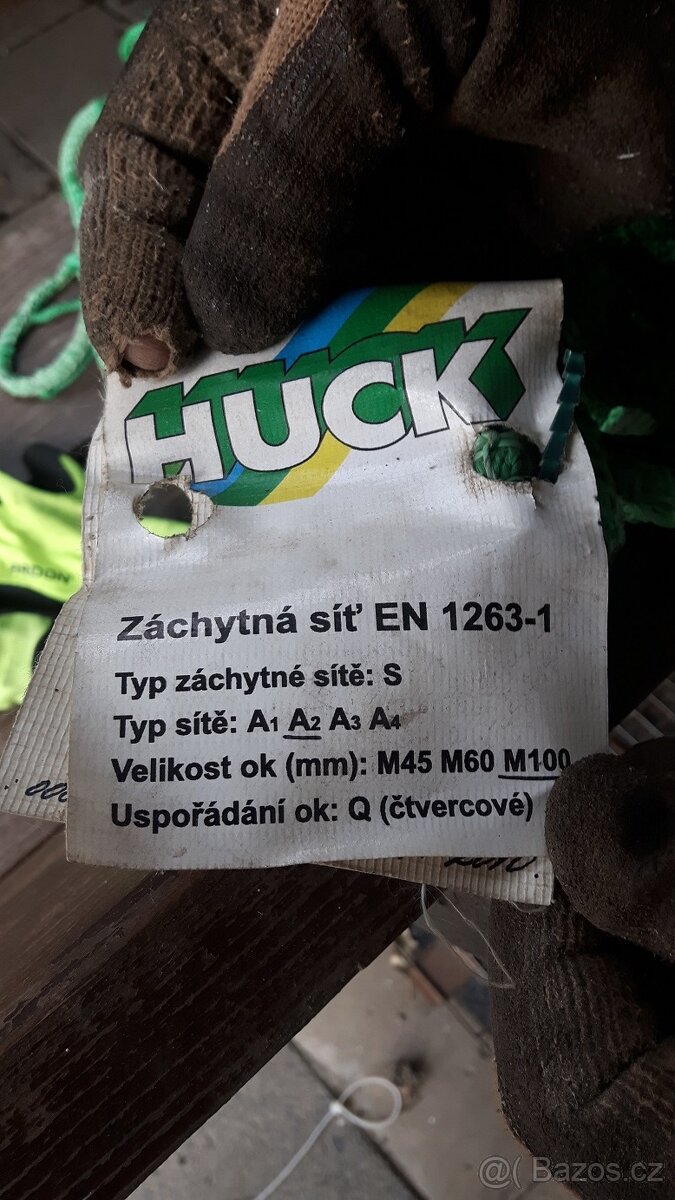 HUCK
Záchytná síť EN 1263-1
Typ záchytné sítě: S
Typ sítě: A1 A2 A3 A4
Velikost ok (mm): M45 M60 M100
Uspořádání ok: Q (čtvercové)
ARDON
@( Bazos.cz